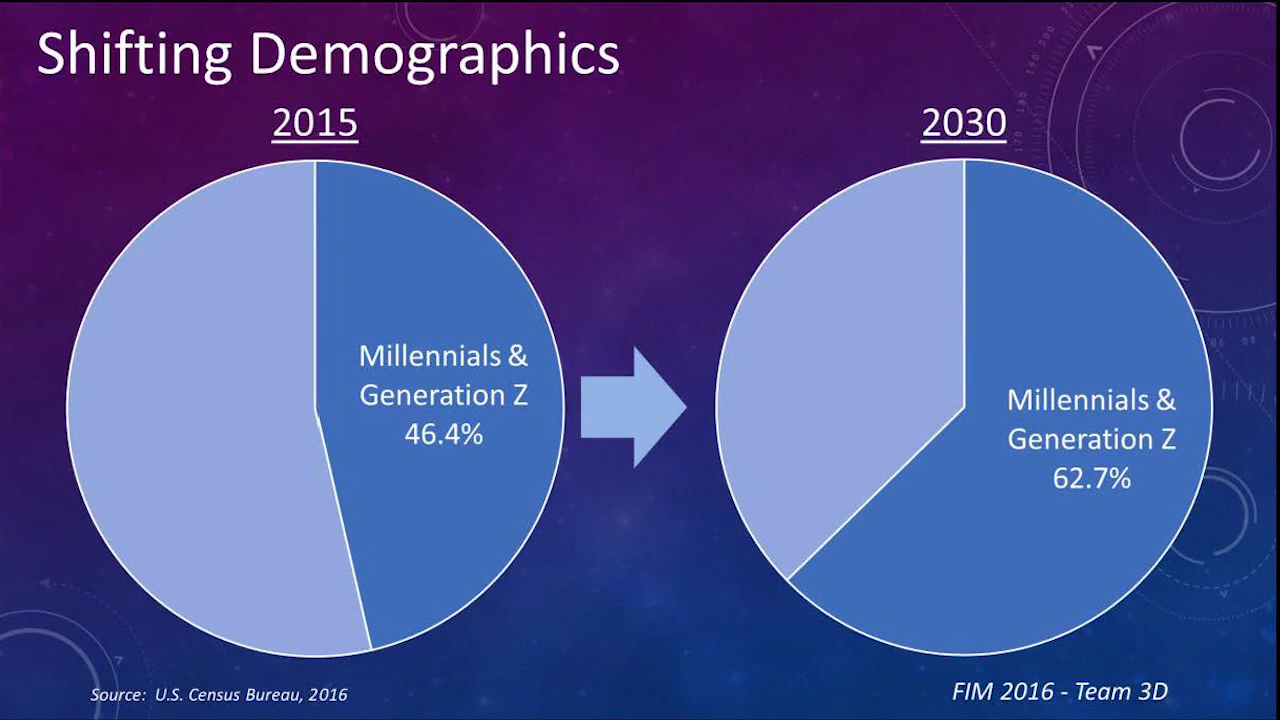 Shifting Demographics
2015
2030
Millennials &
Generation Z
46.4%
Millennials &
Generation Z
62.7%
Source: U.S. Census Bureau, 2016
FIM 2016 - Team 3D